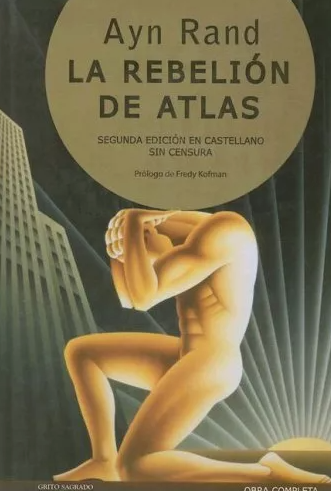 Ayn Rand
LA REBELIÓN
DE ATLAS
SEGUNDA EDICIÓN EN CASTELLANO
SIN CENSURA
Prólogo de Fredy Kofman
GRITO SAGRADO
OBRA COMPLETA